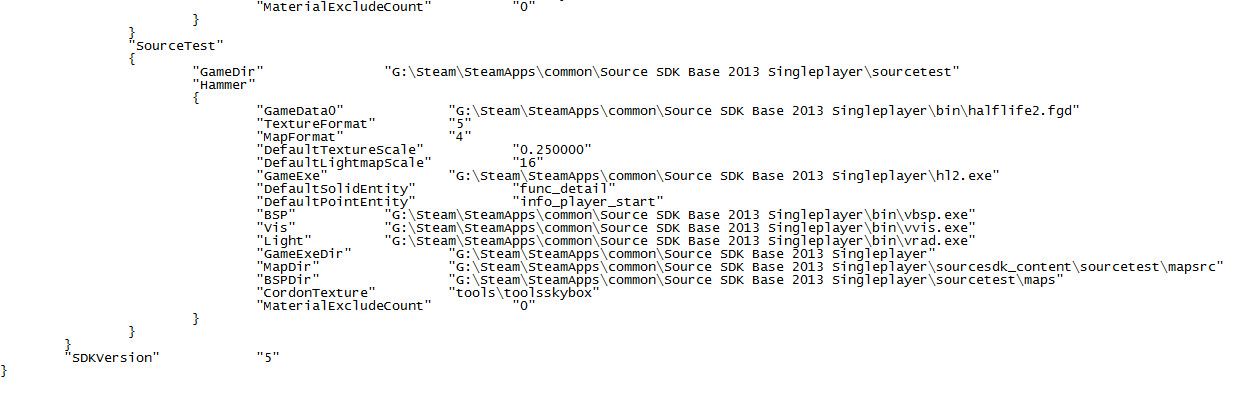 "MaterialExcludeCount" "0"
}
}
"SourceTest"
{
"GameDir" "G:\Steam\SteamApps\common\Source SDK Base 2013 Singleplayer\sourcetest"
"Hammer"
{
"GameData0" "G:\Steam\SteamApps\common\Source SDK Base 2013 Singleplayer\bin\halflife2.fgd"
"TextureFormat" "5"
"MapFormat" "4"
"DefaultTextureScale" "0.250000"
"DefaultLightmapScale" "16"
"GameExe" "G:\Steam\SteamApps\common\Source SDK Base 2013 Singleplayer\hl2.exe"
"DefaultSolidEntity" "func_detail"
"DefaultPointEntity" "info_player_start"
"BSP" "G:\Steam\SteamApps\common\Source SDK Base 2013 Singleplayer\bin\vbsp.exe"
"Vis" "G:\Steam\SteamApps\common\Source SDK Base 2013 Singleplayer\bin\vvis.exe"
"Light" "G:\Steam\SteamApps\common\Source SDK Base 2013 Singleplayer\bin\vrad.exe"
"GameExeDir" "G:\Steam\SteamApps\common\Source SDK Base 2013 Singleplayer"
"MapDir" "G:\Steam\SteamApps\common\Source SDK Base 2013 Singleplayer\sourcesdk_content\sourcetest\mapsrc"
"BSPDir" "G:\Steam\SteamApps\common\Source SDK Base 2013 Singleplayer\sourcetest\maps"
"CordonTexture" "tools\toolsskybox"
"MaterialExcludeCount" "0"
}
}
}
"SDKVersion" "5"
}